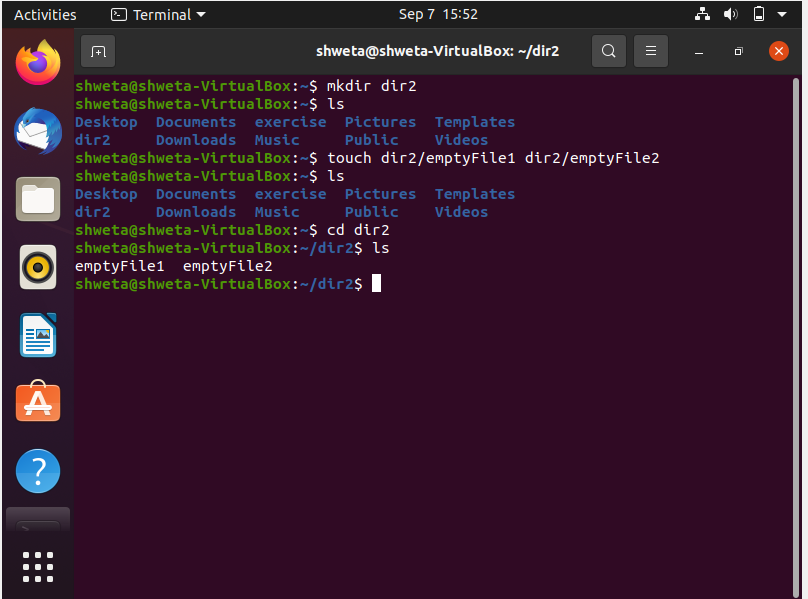 Activities Terminal Sep 7 15:52
shweta@shweta-VirtualBox: ~/dir2
shweta@shweta-VirtualBox:~$ mkdir dir2
shweta@shweta-VirtualBox:~$ ls
Desktop  Documents  exercise  Pictures  Templates
dir2     Downloads  Music     Public    Videos
shweta@shweta-VirtualBox:~$ touch dir2/emptyFile1 dir2/emptyFile2
shweta@shweta-VirtualBox:~$ ls
Desktop  Documents  exercise  Pictures  Templates
dir2     Downloads  Music     Public    Videos
shweta@shweta-VirtualBox:~$ cd dir2
shweta@shweta-VirtualBox:~/dir2$ ls
emptyFile1  emptyFile2
shweta@shweta-VirtualBox:~/dir2$